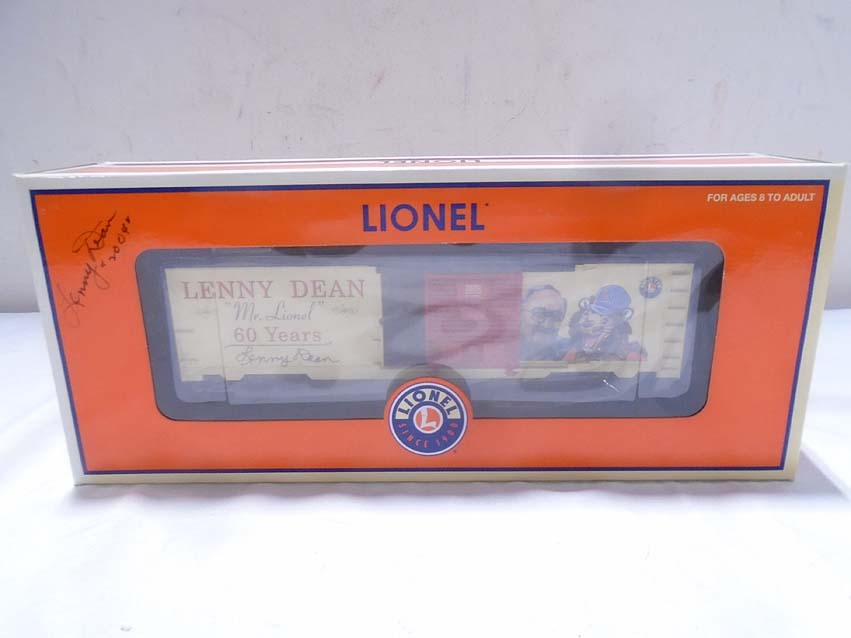 FOR AGES 8 TO ADULT
LIONEL
Lenny Dean
"2004"
LENNY DEAN
"Mr. Lionel"
60 Years
Lenny Dean
LIONEL
L
SINCE 1900